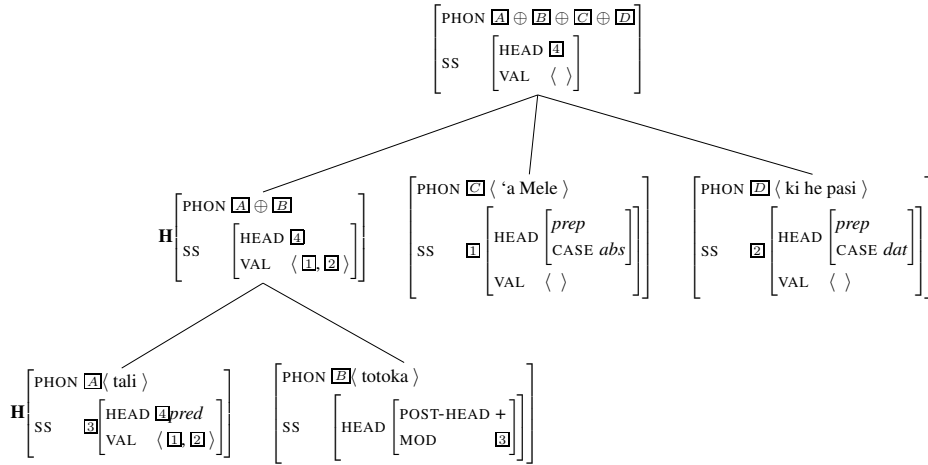 PHON A ⊕ B ⊕ C ⊕ D
SS HEAD 4
VAL ⟨ ⟩
H PHON A ⊕ B
SS HEAD 4
VAL ⟨ 1, 2 ⟩
PHON C ⟨ ‘a Mele ⟩
SS 1 HEAD prep
CASE abs
VAL ⟨ ⟩
PHON D ⟨ ki he pasi ⟩
SS 2 HEAD prep
CASE dat
VAL ⟨ ⟩
H PHON A ⟨ tali ⟩
SS 3 HEAD 4 pred
VAL ⟨ 1, 2 ⟩
PHON B ⟨ totoka ⟩
SS HEAD POST-HEAD +
MOD 3